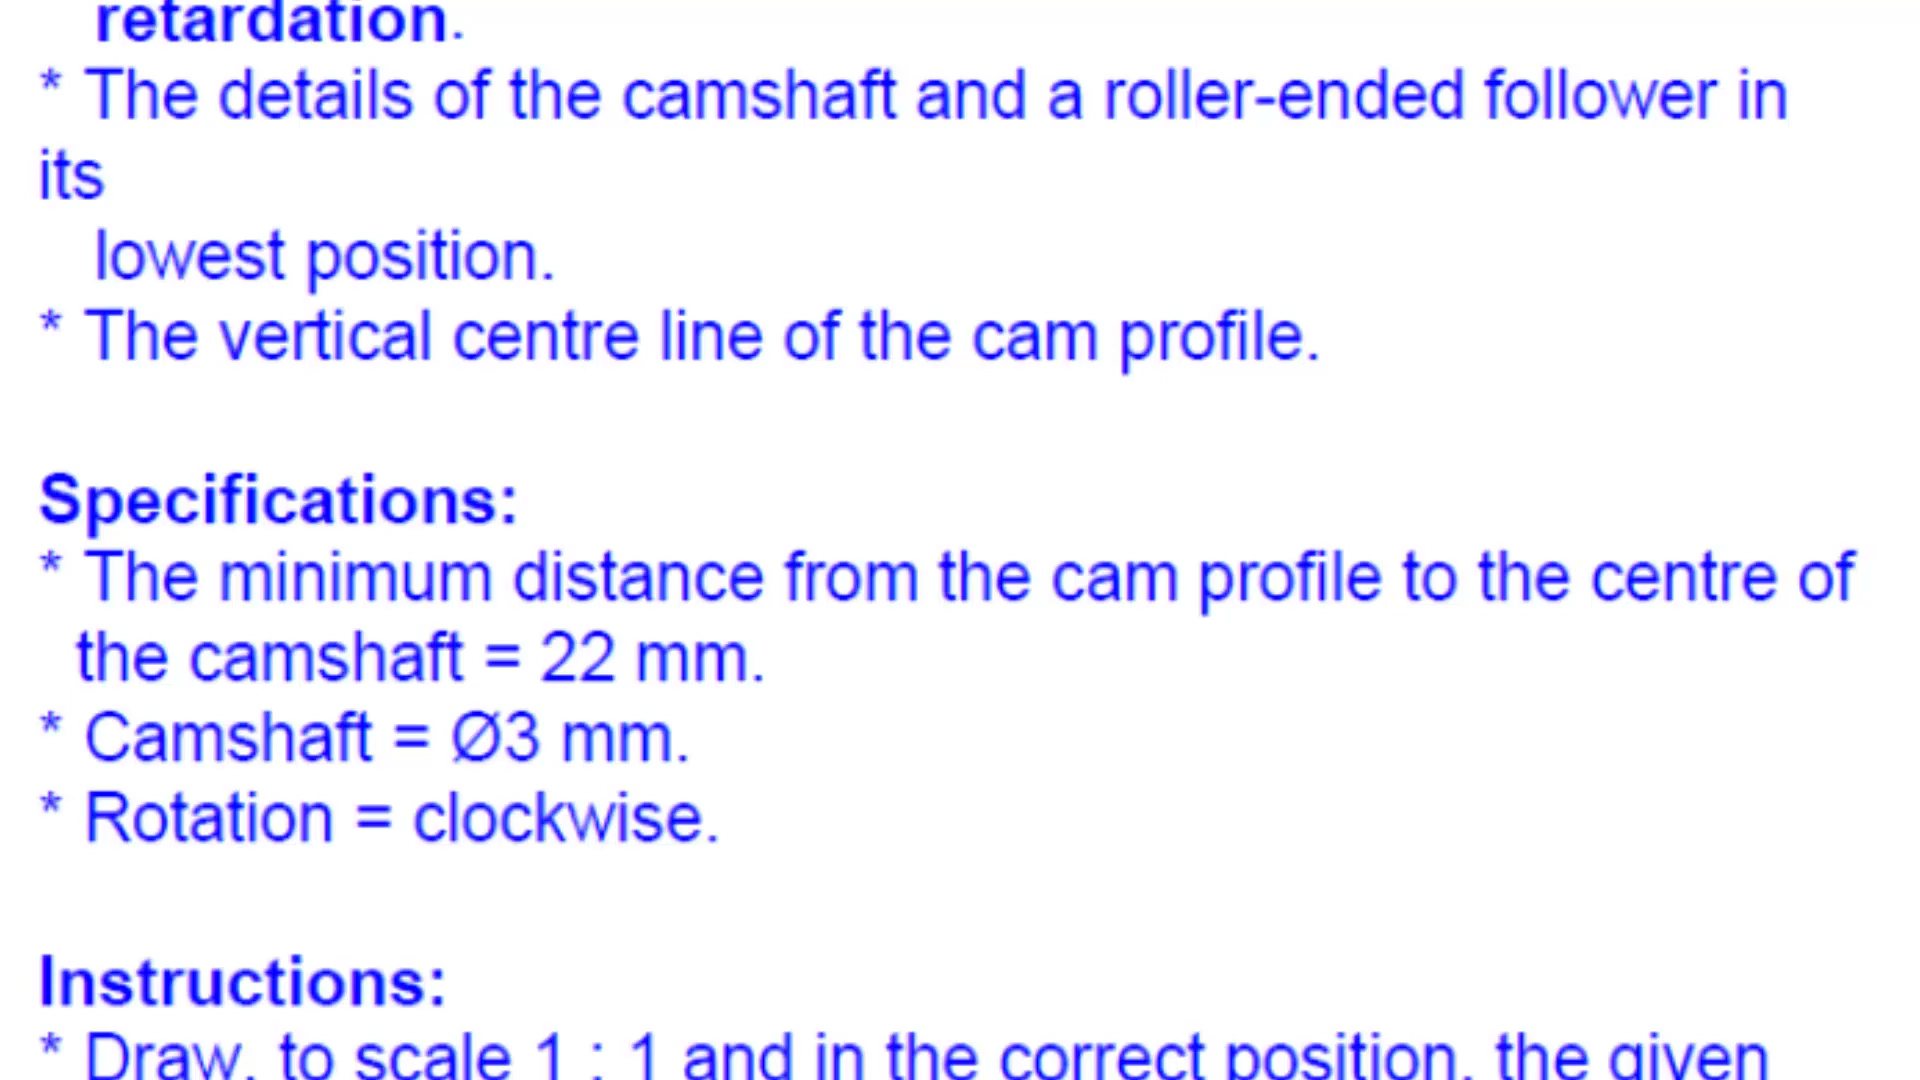 retardation.
* The details of the camshaft and a roller-ended follower in
its
lowest position.
* The vertical centre line of the cam profile.
Specifications:
* The minimum distance from the cam profile to the centre of
the camshaft = 22 mm.
* Camshaft = Ø3 mm.
* Rotation = clockwise.
Instructions:
* Draw, to scale 1 : 1 and in the correct position, the given